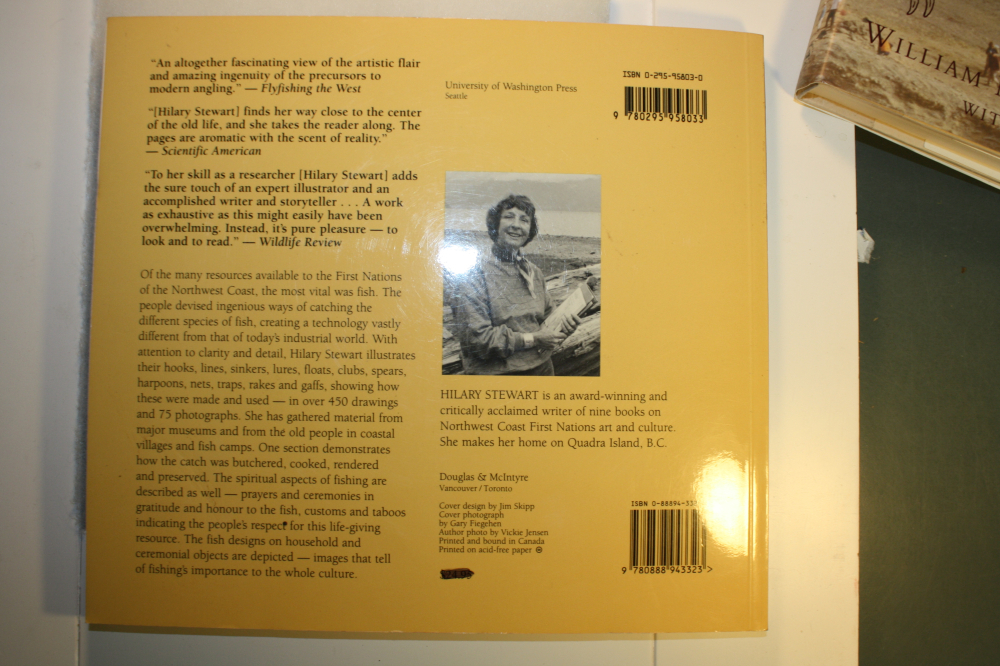 “An altogether fascinating view of the artistic flair
and amazing ingenuity of the precursors to
modern angling.” — Flyfishing the West
“[Hilary Stewart] finds her way close to the center
of the old life, and she takes the reader along. The
pages are aromatic with the scent of reality.”
— Scientific American
“To her skill as a researcher [Hilary Stewart] adds
the sure touch of an expert illustrator and an
accomplished writer and storyteller . . . A work
as exhaustive as this might easily have been
overwhelming. Instead, it’s pure pleasure — to
look and to read.” — Wildlife Review
Of the many resources available to the First Nations
of the Northwest Coast, the most vital was fish. The
people devised ingenious ways of catching the
different species of fish, creating a technology vastly
different from that of today’s industrial world. With
attention to clarity and detail, Hilary Stewart illustrates
their hooks, lines, sinkers, lures, floats, clubs, spears,
harpoons, nets, traps, rakes and gaffs, showing how
these were made and used — in over 450 drawings
and 75 photographs. She has gathered material from
major museums and from the old people in coastal
villages and fish camps. One section demonstrates
how the catch was butchered, cooked, rendered
and preserved. The spiritual aspects of fishing are
described as well — prayers and ceremonies in
gratitude and honour to the fish, customs and taboos
indicating the people’s respect for this life-giving
resource. The fish designs on household and
ceremonial objects are depicted — images that tell
of fishing’s importance to the whole culture.
University of Washington Press
Seattle
ISBN 0-295-95803-0
9 780295 958033
HILARY STEWART is an award-winning and
critically acclaimed writer of nine books on
Northwest Coast First Nations art and culture.
She makes her home on Quadra Island, B.C.
Douglas & McIntyre
Vancouver / Toronto
Cover design by Jim Skipp
Cover photograph
by Gary Fiegehen
Author photo by Vickie Jensen
Printed and bound in Canada
Printed on acid-free paper
ISBN 0-88894-33
9 780888 943323 >
WILLIAM
WIT